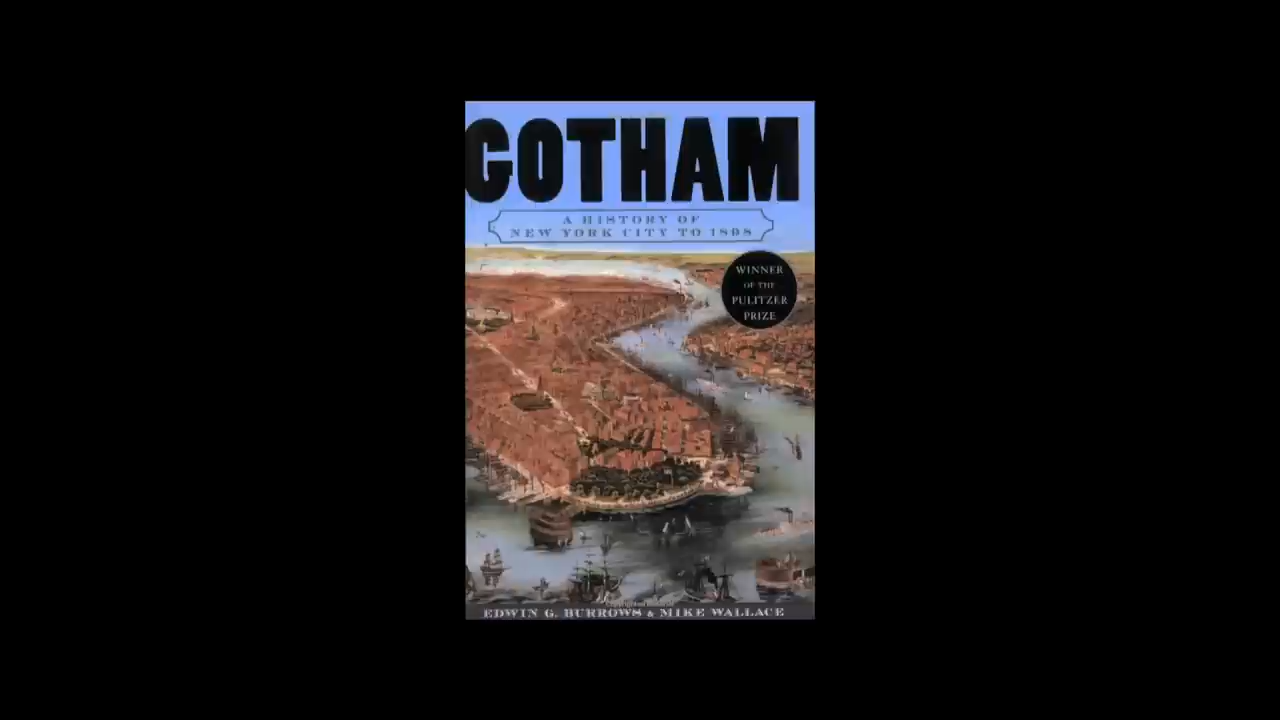 GOTHAM
A HISTORY OF
NEW YORK CITY TO 1898
WINNER
OF THE
PULITZER
PRIZE
EDWIN G. BURROWS & MIKE WALLACE